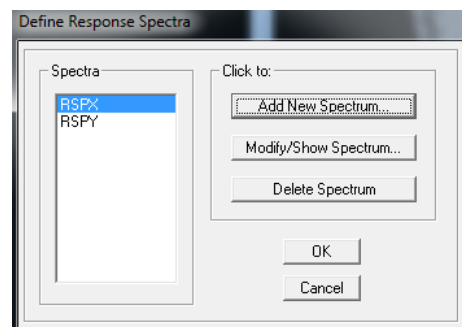 Define Response Spectra
Spectra
RSPX
RSPY
Click to:
Add New Spectrum...
Modify/Show Spectrum...
Delete Spectrum
OK
Cancel